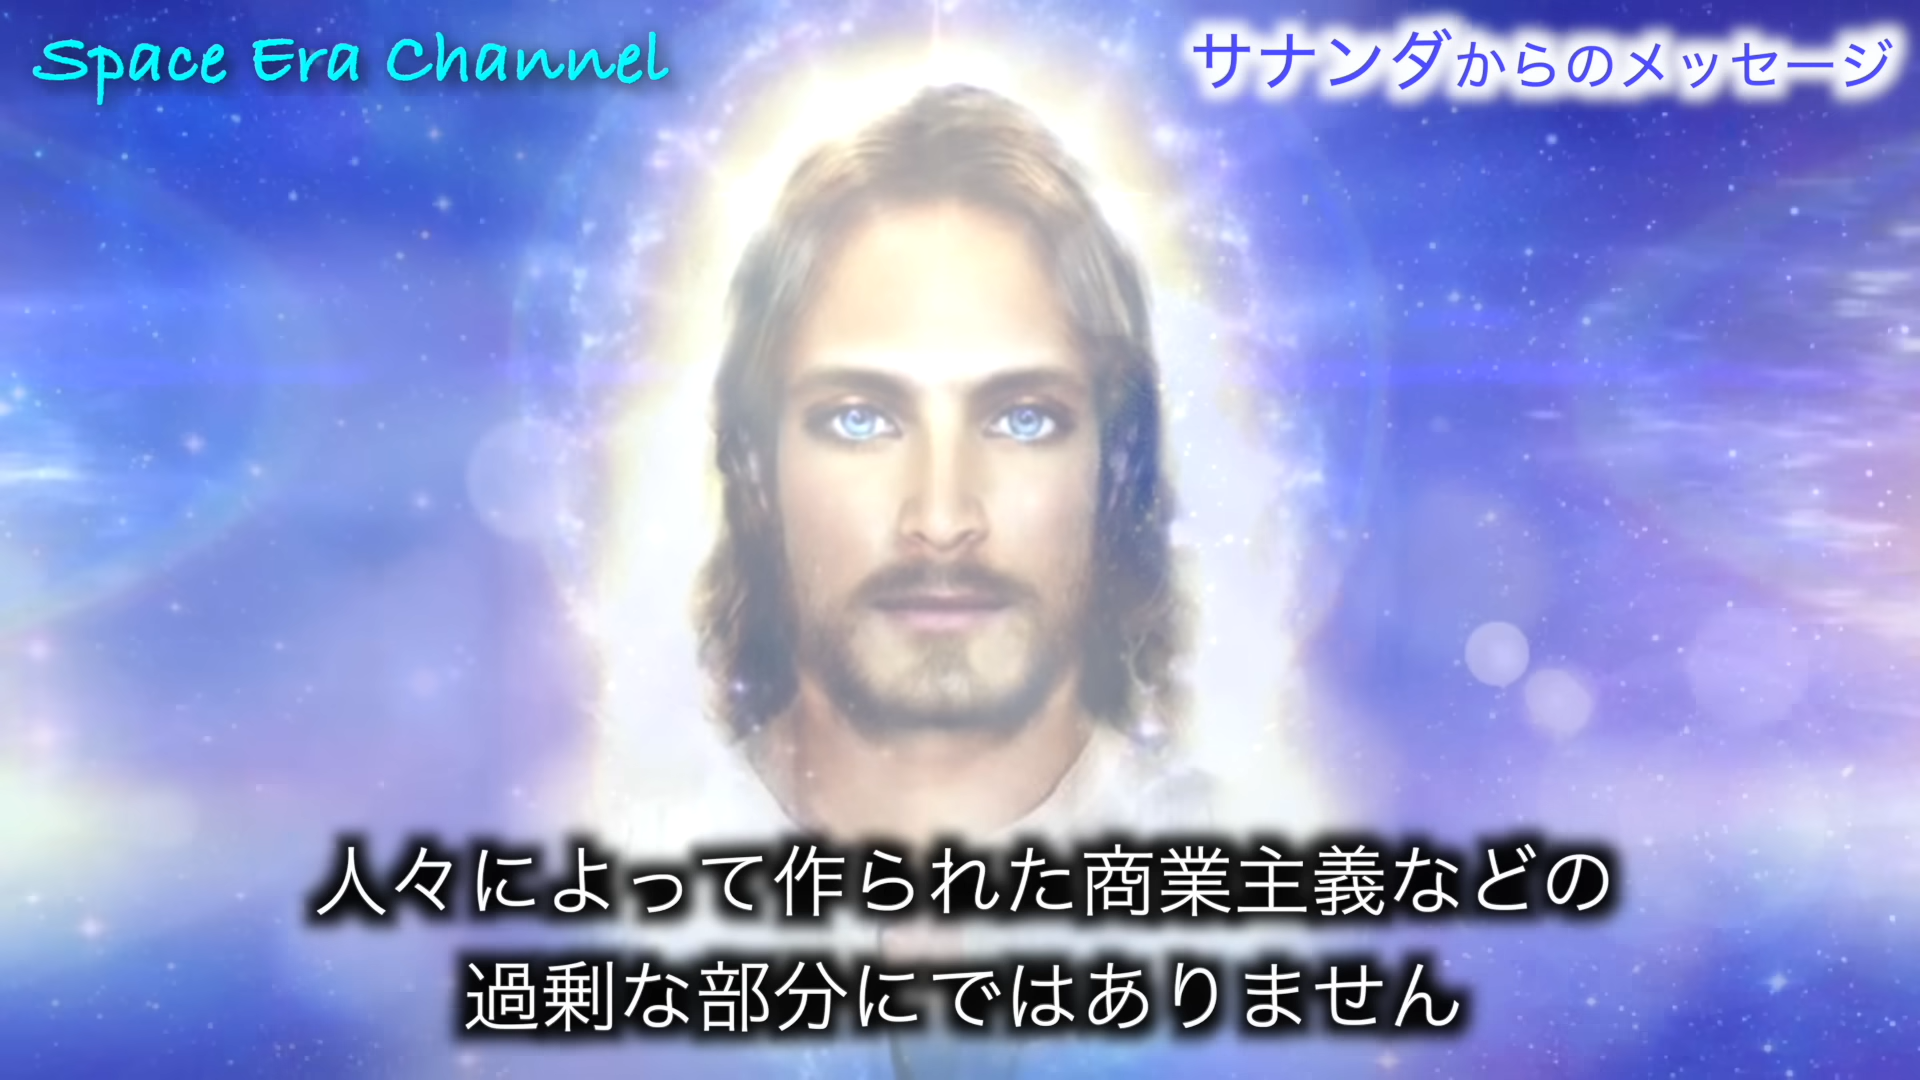 Space Era Channel
サナンダからのメッセージ
人々によって作られた商業主義などの
過剰な部分にではありません